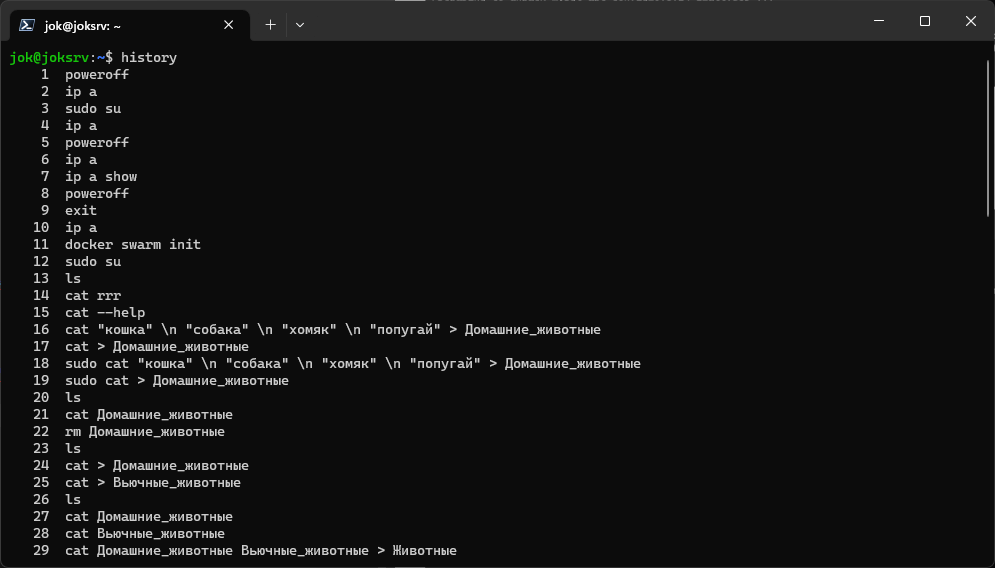 jok@joksrv: ~
jok@joksrv:~$ history
1 poweroff
2 ip a
3 sudo su
4 ip a
5 poweroff
6 ip a
7 ip a show
8 poweroff
9 exit
10 ip a
11 docker swarm init
12 sudo su
13 ls
14 cat rrr
15 cat --help
16 cat "кошка" \n "собака" \n "хомяк" \n "попугай" > Домашние_животные
17 cat > Домашние_животные
18 sudo cat "кошка" \n "собака" \n "хомяк" \n "попугай" > Домашние_животные
19 sudo cat > Домашние_животные
20 ls
21 cat Домашние_животные
22 rm Домашние_животные
23 ls
24 cat > Домашние_животные
25 cat > Вьючные_животные
26 ls
27 cat Домашние_животные
28 cat Вьючные_животные
29 cat Домашние_животные Вьючные_животные > Животные